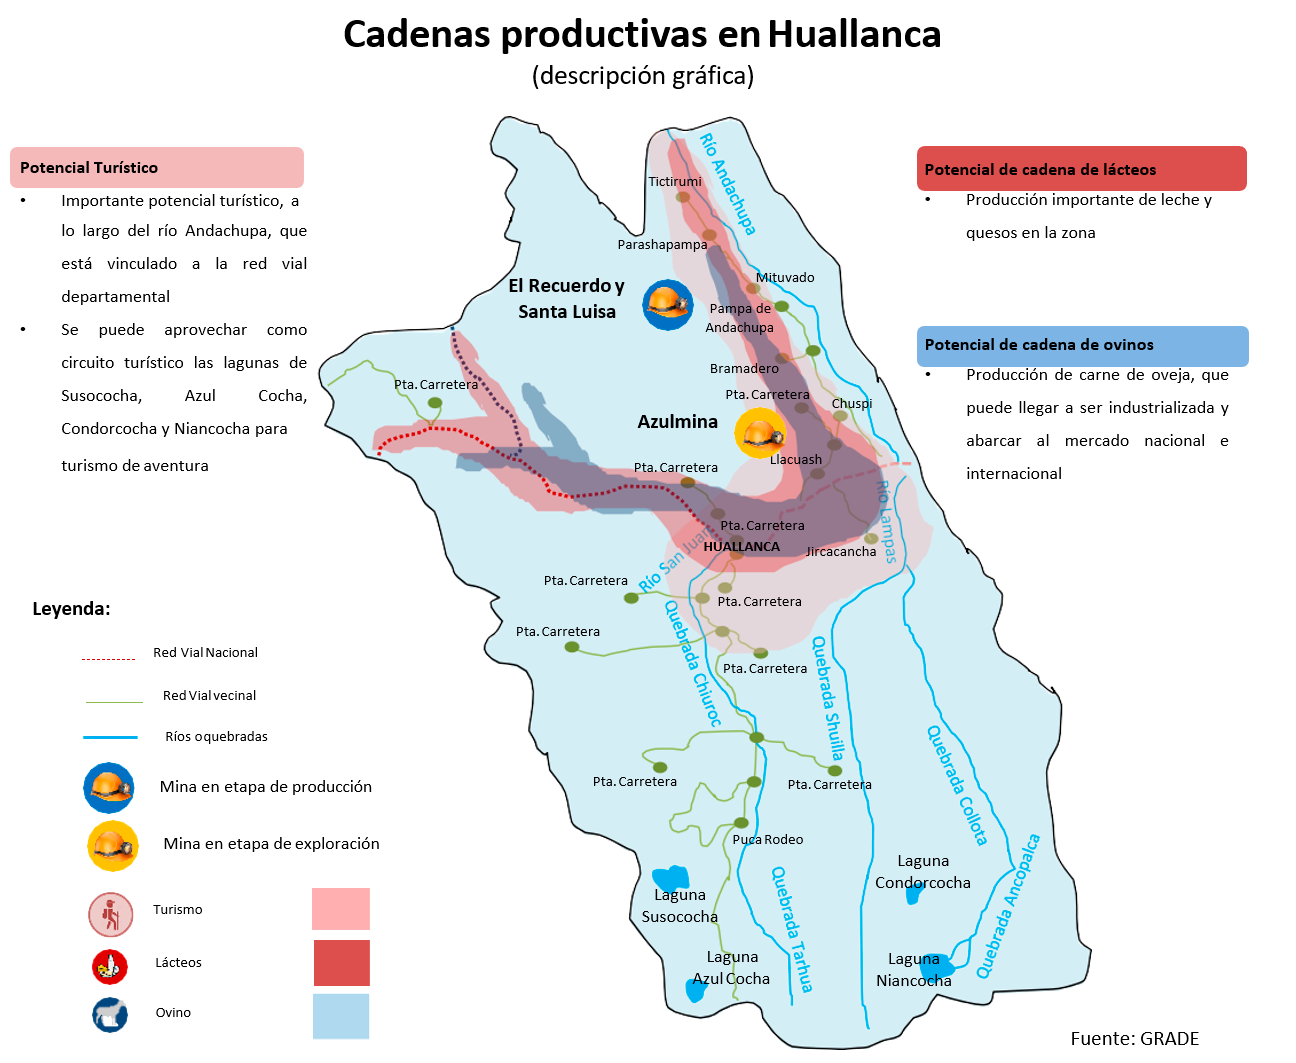 Cadenas productivas en Huallanca
(descripción gráfica)
Potencial Turístico
• Importante potencial turístico, a
lo largo del río Andachupa, que
está vinculado a la red vial
departamental
• Se puede aprovechar como
circuito turístico las lagunas de
Susococha, Azul Cocha,
Condorcocha y Niancocha para
turismo de aventura
Potencial de cadena de lácteos
• Producción importante de leche y
quesos en la zona
Potencial de cadena de ovinos
• Producción de carne de oveja, que
puede llegar a ser industrializada y
abarcar al mercado nacional e
internacional
Río Andachupa
Tictirumi
Parashapampa
Mituvado
El Recuerdo y
Santa Luisa
Pampa de
Andachupa
Bramadero
Pta. Carretera
Pta. Carretera
Chuspi
Azulmina
Llacuash
Pta. Carretera
Río Lampas
Pta. Carretera
HUALLANCA
Jircacancha
Río San Juan
Pta. Carretera
Pta. Carretera
Pta. Carretera
Pta. Carretera
Quebrada Chiuroc
Quebrada Shuilla
Quebrada Collota
Pta. Carretera
Pta. Carretera
Puca Rodeo
Laguna
Condorcocha
Laguna
Susococha
Quebrada Ancopalca
Quebrada Tarhua
Laguna
Azul Cocha
Laguna
Niancocha
Leyenda:
Red Vial Nacional
Red Vial vecinal
Ríos o quebradas
Mina en etapa de producción
Mina en etapa de exploración
Turismo
Lácteos
Ovino
Fuente: GRADE